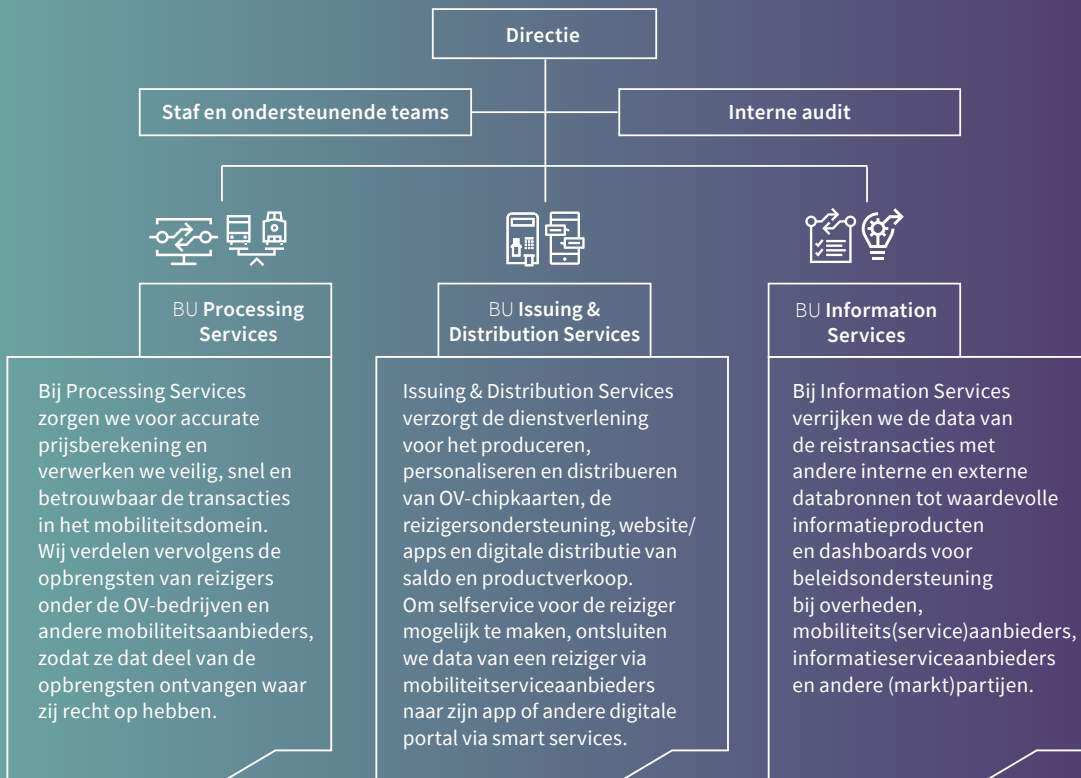 Directie
Staf en ondersteunende teams
Interne audit
BU Processing
Services
Bij Processing Services
zorgen we voor accurate
prijsberekening en
verwerken we veilig, snel en
betrouwbaar de transacties
in het mobiliteitsdomein.
Wij verdelen vervolgens de
opbrengsten van reizigers
onder de OV-bedrijven en
andere mobiliteitsaanbieders,
zodat ze dat deel van de
opbrengsten ontvangen waar
zij recht op hebben.
BU Issuing &
Distribution Services
Issuing & Distribution Services
verzorgt de dienstverlening
voor het produceren,
personaliseren en distribueren
van OV-chipkaarten, de
reizigersondersteuning, website/
apps en digitale distributie van
saldo en productverkoop.
Om selfservice voor de reiziger
mogelijk te maken, ontsluiten
we data van een reiziger via
mobiliteitserviceaanbieders
naar zijn app of andere digitale
portal via smart services.
BU Information
Services
Bij Information Services
verrijken we de data van
de reistransacties met
andere interne en externe
databronnen tot waardevolle
informatieproducten
en dashboards voor
beleidsondersteuning
bij overheden,
mobiliteits(service)aanbieders,
informatieserviceaanbieders
en andere (markt)partijen.